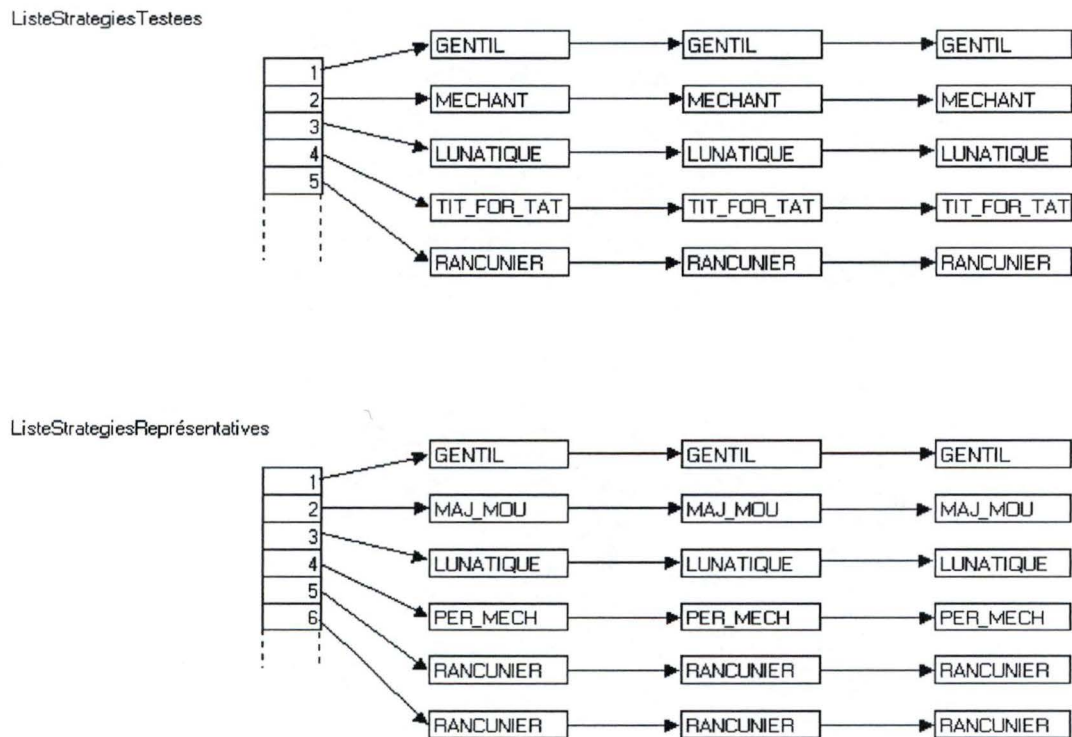 ListeStrategiesTestees
1 GENTIL GENTIL GENTIL
2 MECHANT MECHANT MECHANT
3 LUNATIQUE LUNATIQUE LUNATIQUE
4 TIT_FOR_TAT TIT_FOR_TAT TIT_FOR_TAT
5 RANCUNIER RANCUNIER RANCUNIER
ListeStrategiesReprésentatives
1 GENTIL GENTIL GENTIL
2 MAJ_MOU MAJ_MOU MAJ_MOU
3 LUNATIQUE LUNATIQUE LUNATIQUE
4 PER_MECH PER_MECH PER_MECH
5 RANCUNIER RANCUNIER RANCUNIER
6 RANCUNIER RANCUNIER RANCUNIER